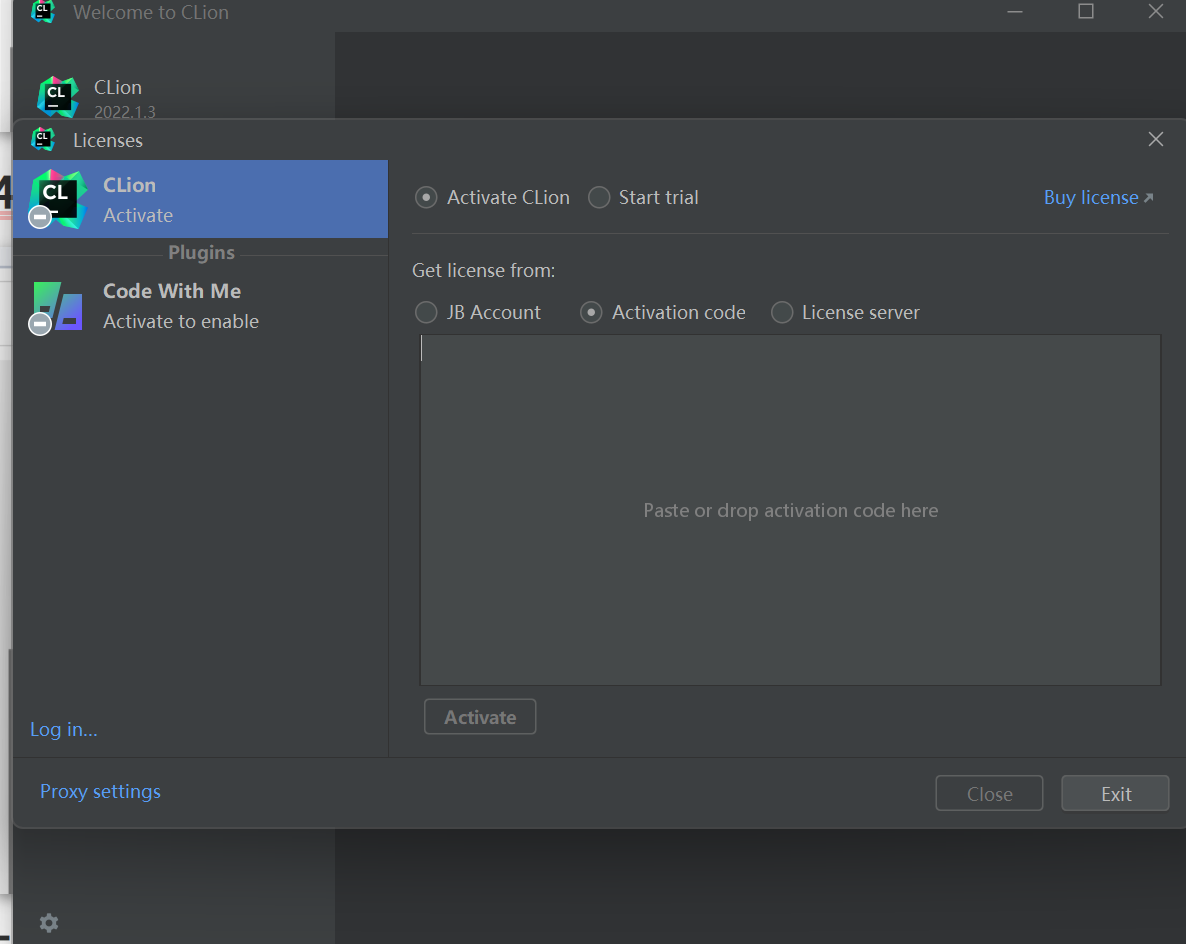 CL Welcome to CLion
CL CLion
2022.1.3
CL Licenses
CL CLion
Activate
Plugins
Code With Me
Activate to enable
Activate CLion Start trial Buy license
Get license from:
JB Account Activation code License server
Paste or drop activation code here
Activate
Log in...
Proxy settings
Close Exit